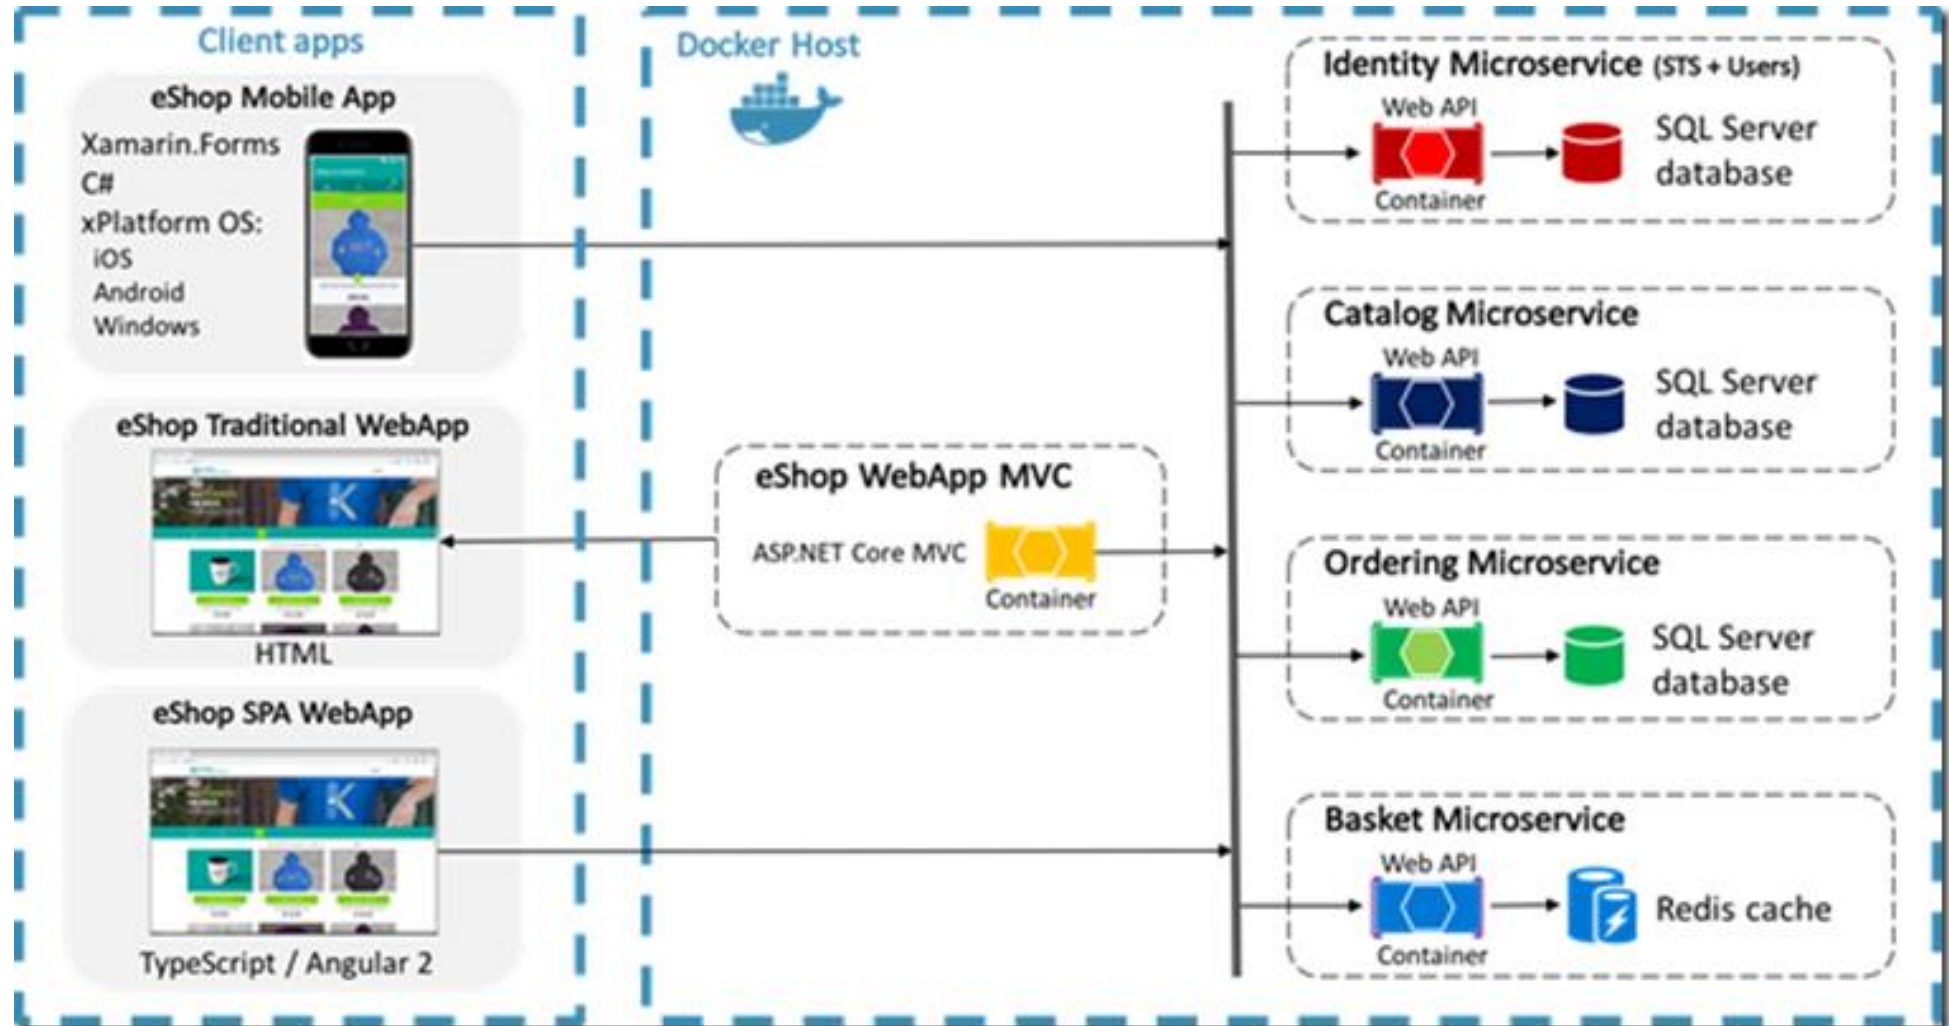 Client apps
eShop Mobile App
Xamarin.Forms
C#
xPlatform OS:
iOS
Android
Windows
eShop Traditional WebApp
HTML
eShop SPA WebApp
TypeScript / Angular 2
Docker Host
eShop WebApp MVC
ASP.NET Core MVC
Container
Identity Microservice (STS + Users)
Web API
Container
SQL Server
database
Catalog Microservice
Web API
Container
SQL Server
database
Ordering Microservice
Web API
Container
SQL Server
database
Basket Microservice
Web API
Container
Redis cache